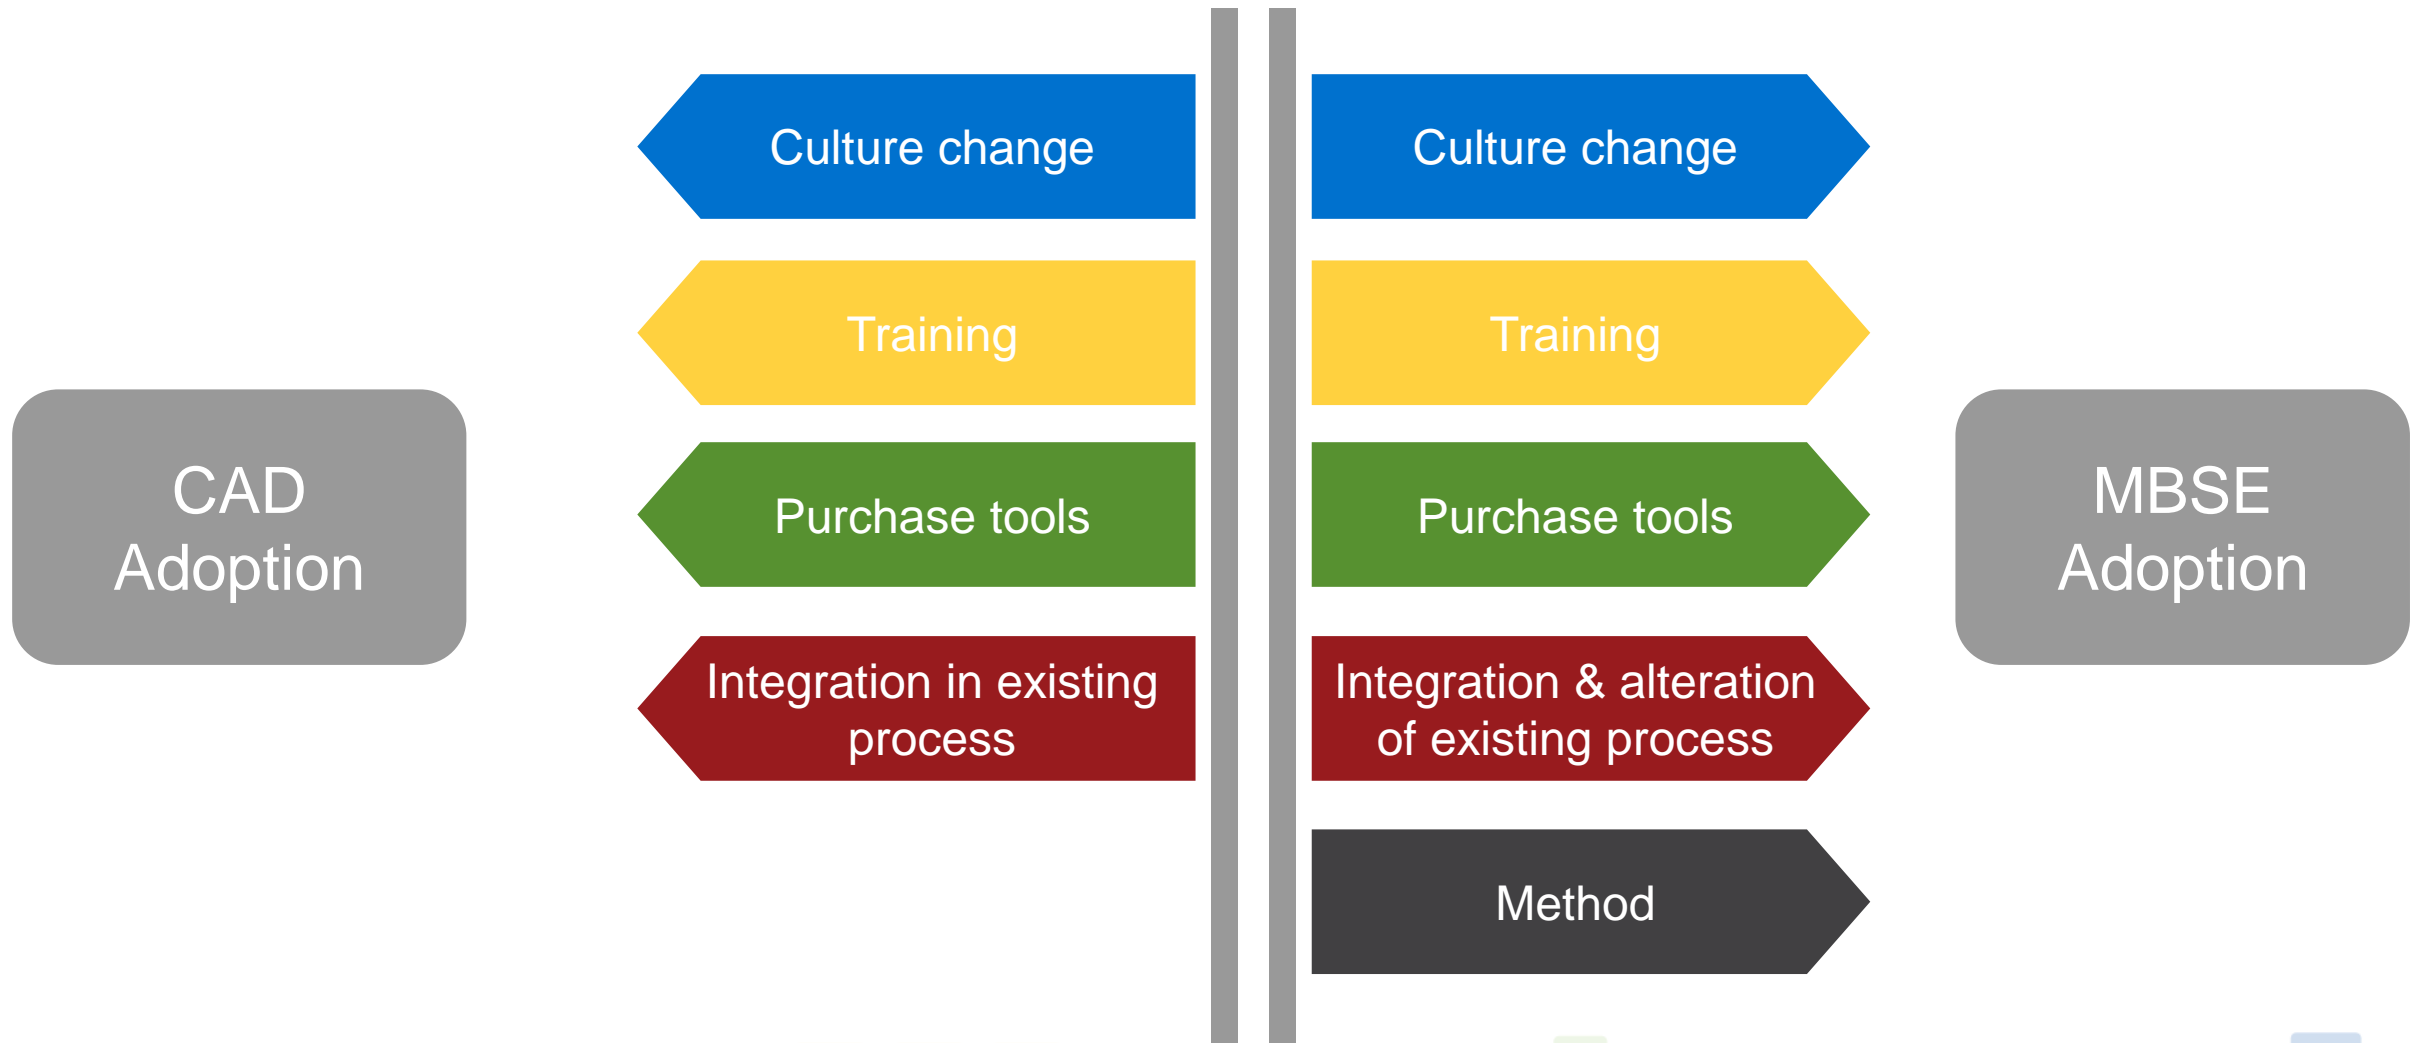 CAD
Adoption
Culture change
Training
Purchase tools
Integration in existing
process
Culture change
Training
Purchase tools
Integration & alteration
of existing process
Method
MBSE
Adoption